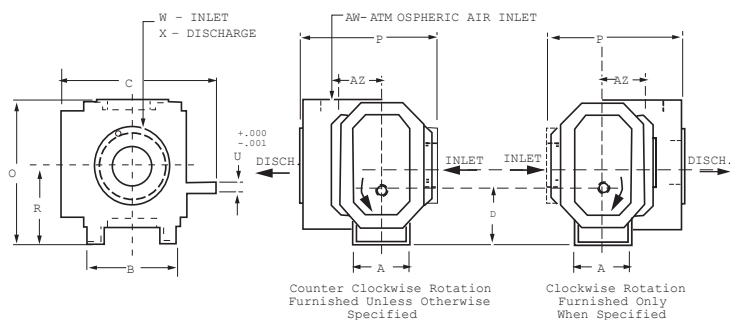 W - INLET
X - DISCHARGE
AW-ATM OSPHERIC AIR INLET
P
P
C
AZ
AZ
+.000
-.001
U
DISCH.
INLET
INLET
DISCH.
O
R
D
B
A
A
Counter Clockwise Rotation
Furnished Unless Otherwise
Specified
Clockwise Rotation
Furnished Only
When Specified